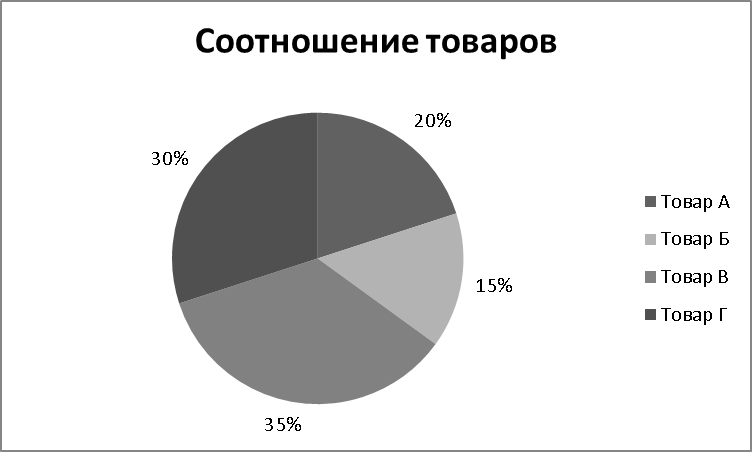 Соотношение товаров
20%
30%
15%
35%
Товар А
Товар Б
Товар В
Товар Г